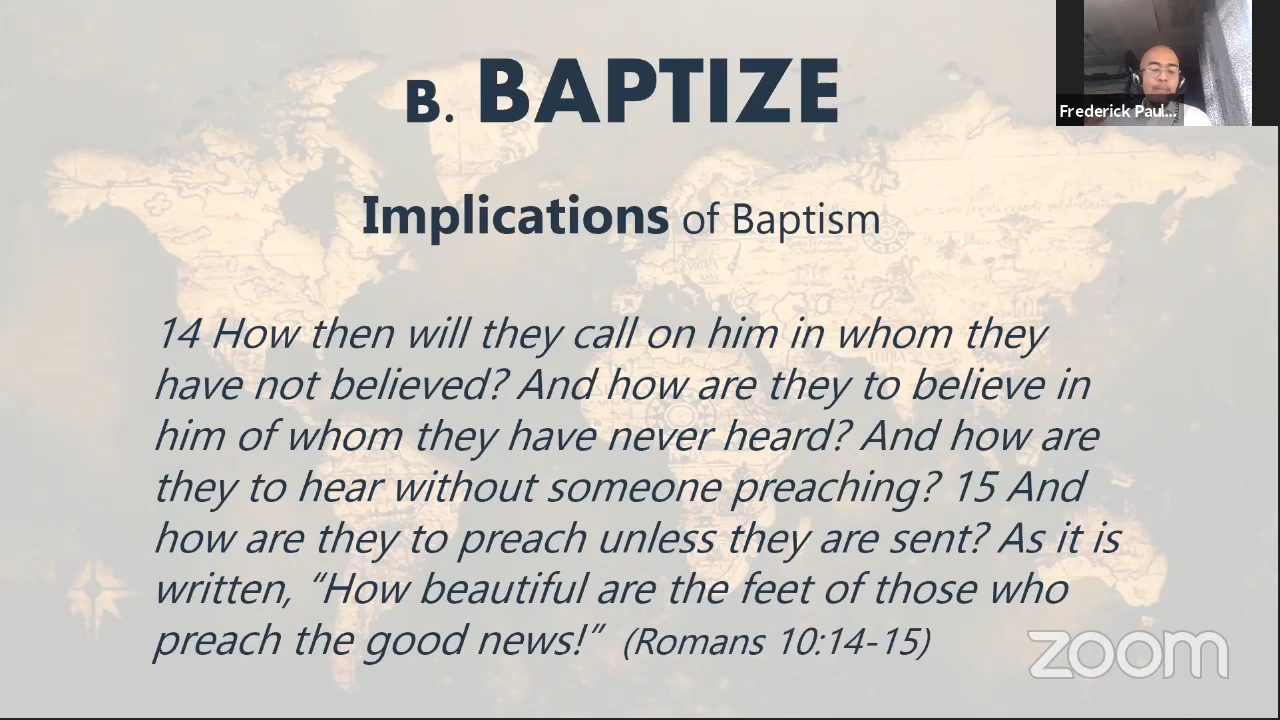 B. BAPTIZE
Frederick Paul...
Implications of Baptism
14 How then will they call on him in whom they
have not believed? And how are they to believe in
him of whom they have never heard? And how are
they to hear without someone preaching? 15 And
how are they to preach unless they are sent? As it is
written, “How beautiful are the feet of those who
preach the good news!” (Romans 10:14-15)
zoom